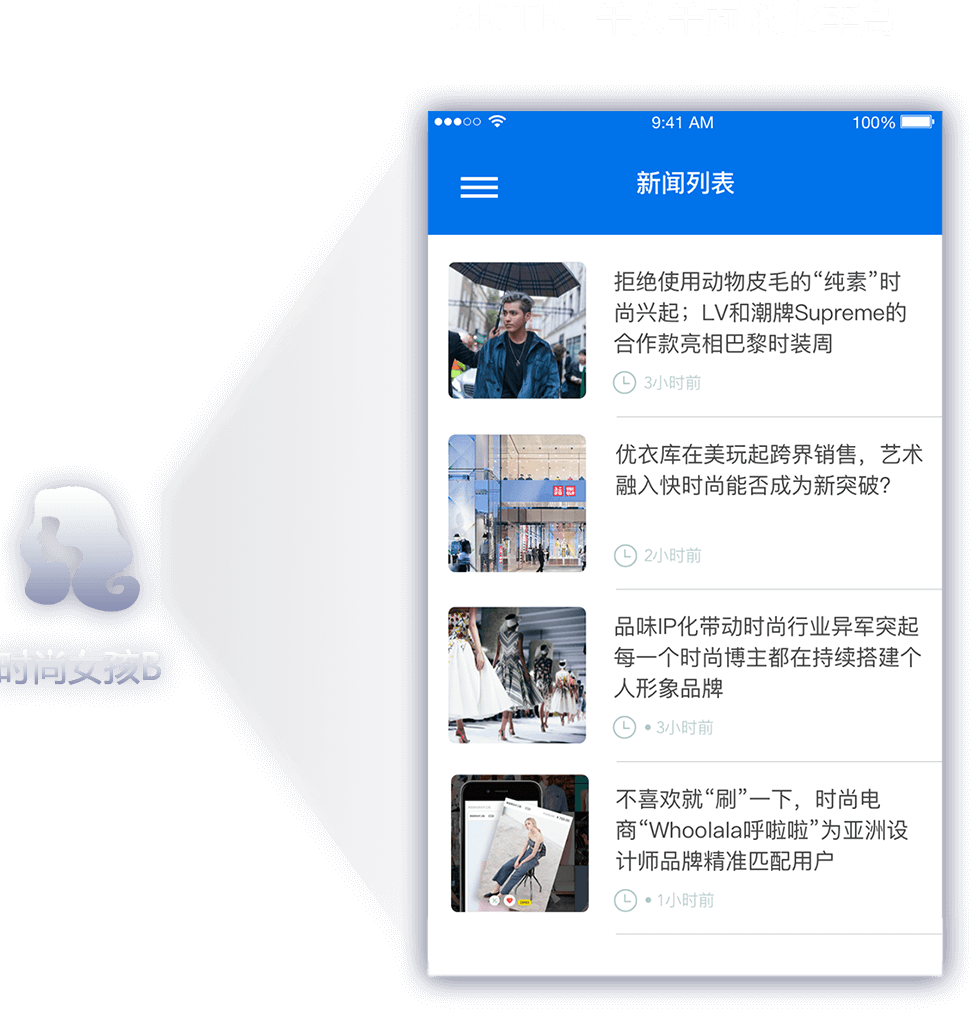 9:41 AM
100%
新闻列表
拒绝使用动物皮毛的“纯素”时
尚兴起；LV和潮牌Supreme的
合作款亮相巴黎时装周
3小时前
优衣库在美玩起跨界销售，艺术
融入快时尚能否成为新突破？
2小时前
品味IP化带动时尚行业异军突起
每一个时尚博主都在持续搭建个
人形象品牌
• 3小时前
不喜欢就“刷”一下，时尚电
商“Whoolala呼啦啦”为亚洲设
计师品牌精准匹配用户
• 1小时前
时尚女孩B